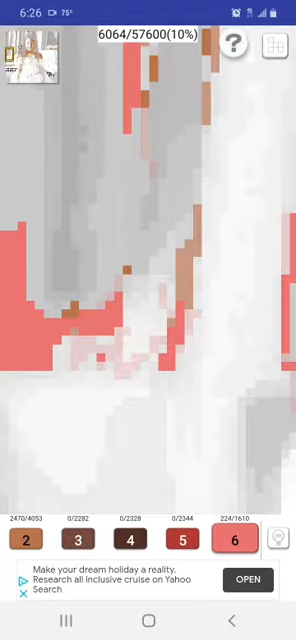 6:26 75°
6064/57600(10%)
?
2470/4053 0/2282 0/2328 0/2344 224/1610
2 3 4 5 6
Make your dream holiday a reality.
Research all inclusive cruise on Yahoo
Search
OPEN